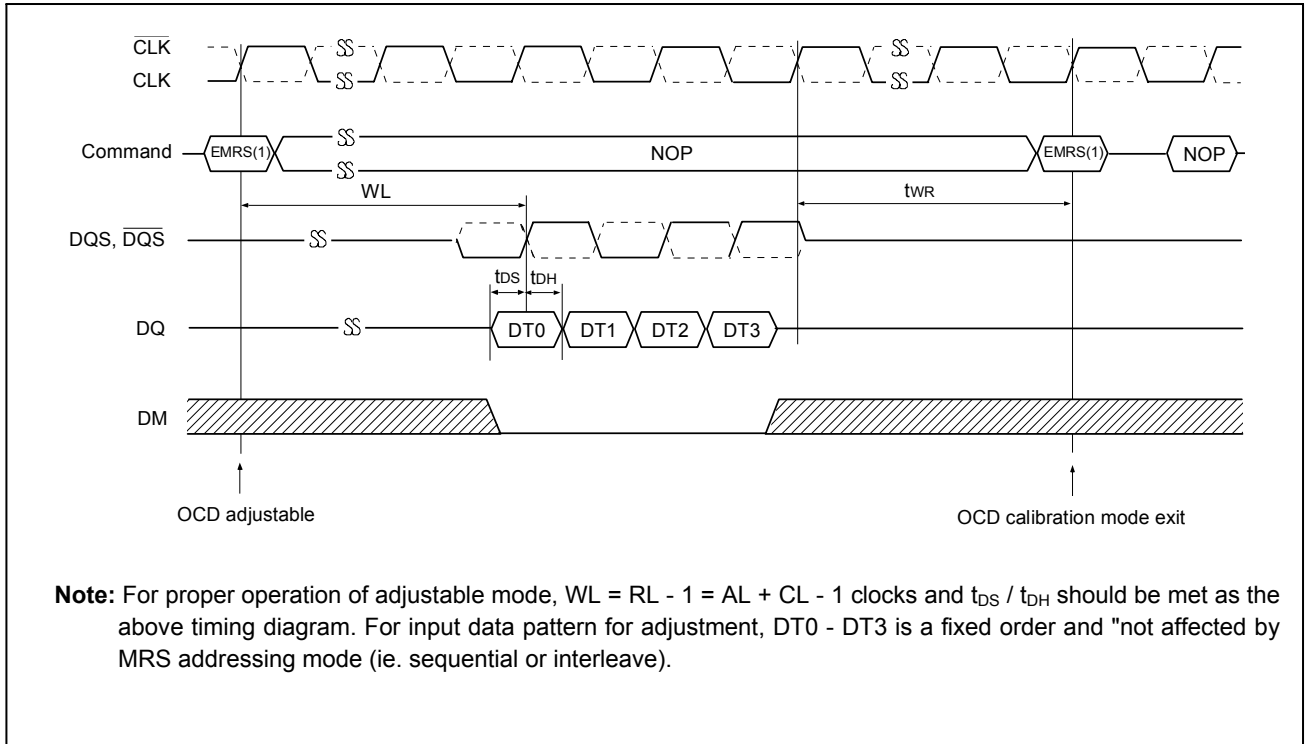 CLK
CLK
Command
EMRS(1)
NOP
EMRS(1)
NOP
WL
tWR
DQS, DQS
tDS
tDH
DQ
DT0
DT1
DT2
DT3
DM
OCD adjustable
OCD calibration mode exit
Note: For proper operation of adjustable mode, WL = RL - 1 = AL + CL - 1 clocks and tDS / tDH should be met as the
above timing diagram. For input data pattern for adjustment, DT0 - DT3 is a fixed order and "not affected by
MRS addressing mode (ie. sequential or interleave).